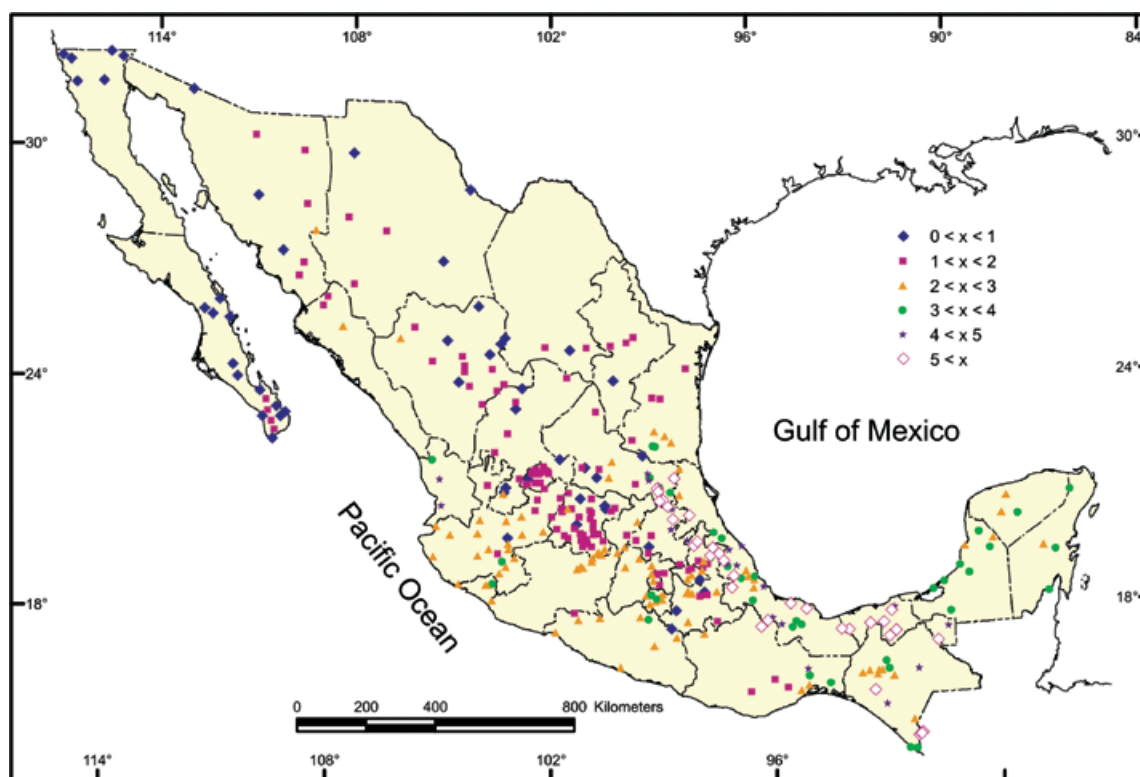 114° 108° 102° 96° 90° 84
30° 30°
0 < x < 1
1 < x < 2
2 < x < 3
3 < x < 4
4 < x 5
5 < x
24° 24°
Gulf of Mexico
Pacific Ocean
18° 18°
0 200 400 800 Kilometers
114° 108° 102° 96°